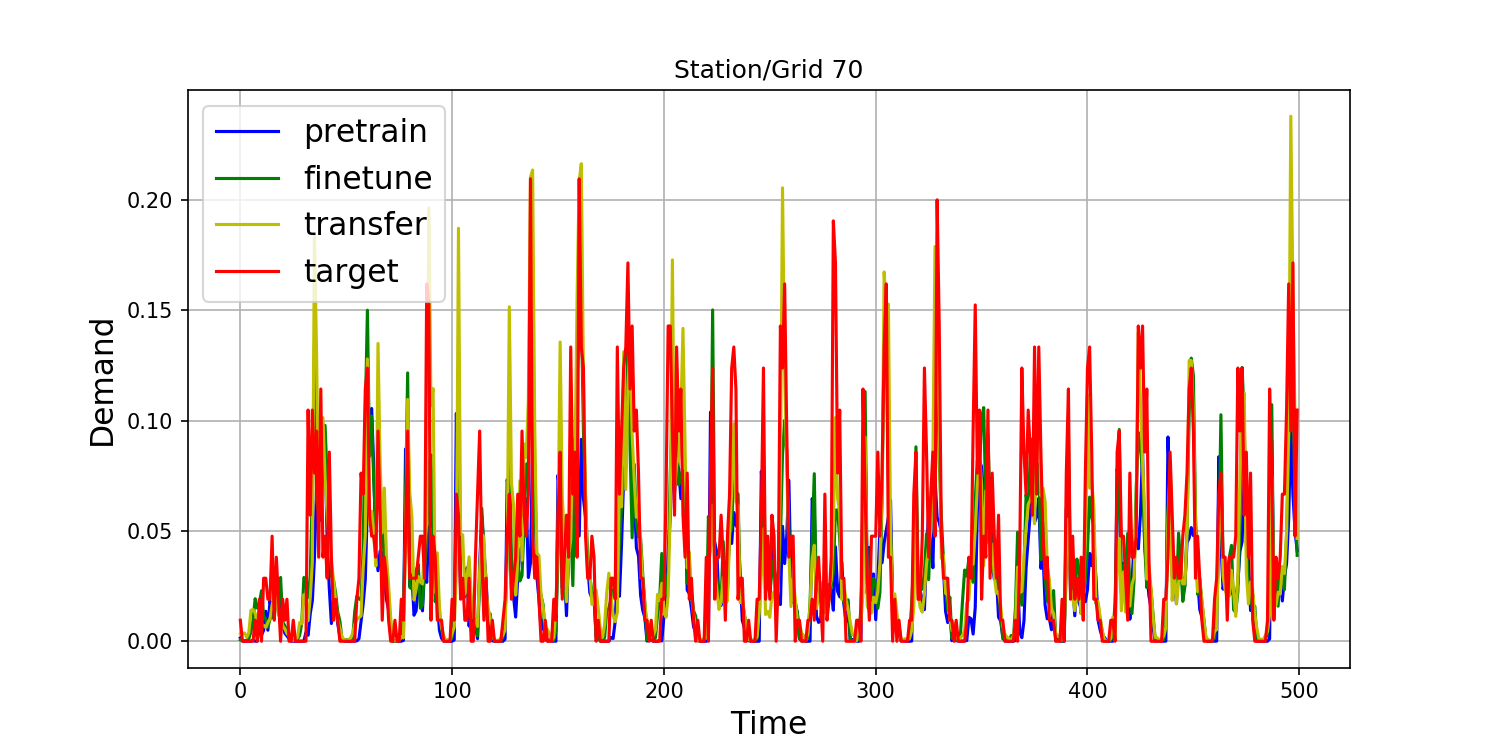 Station/Grid 70
pretrain
finetune
transfer
target
0.20
0.15
0.10
0.05
0.00
Demand
0 100 200 300 400 500
Time